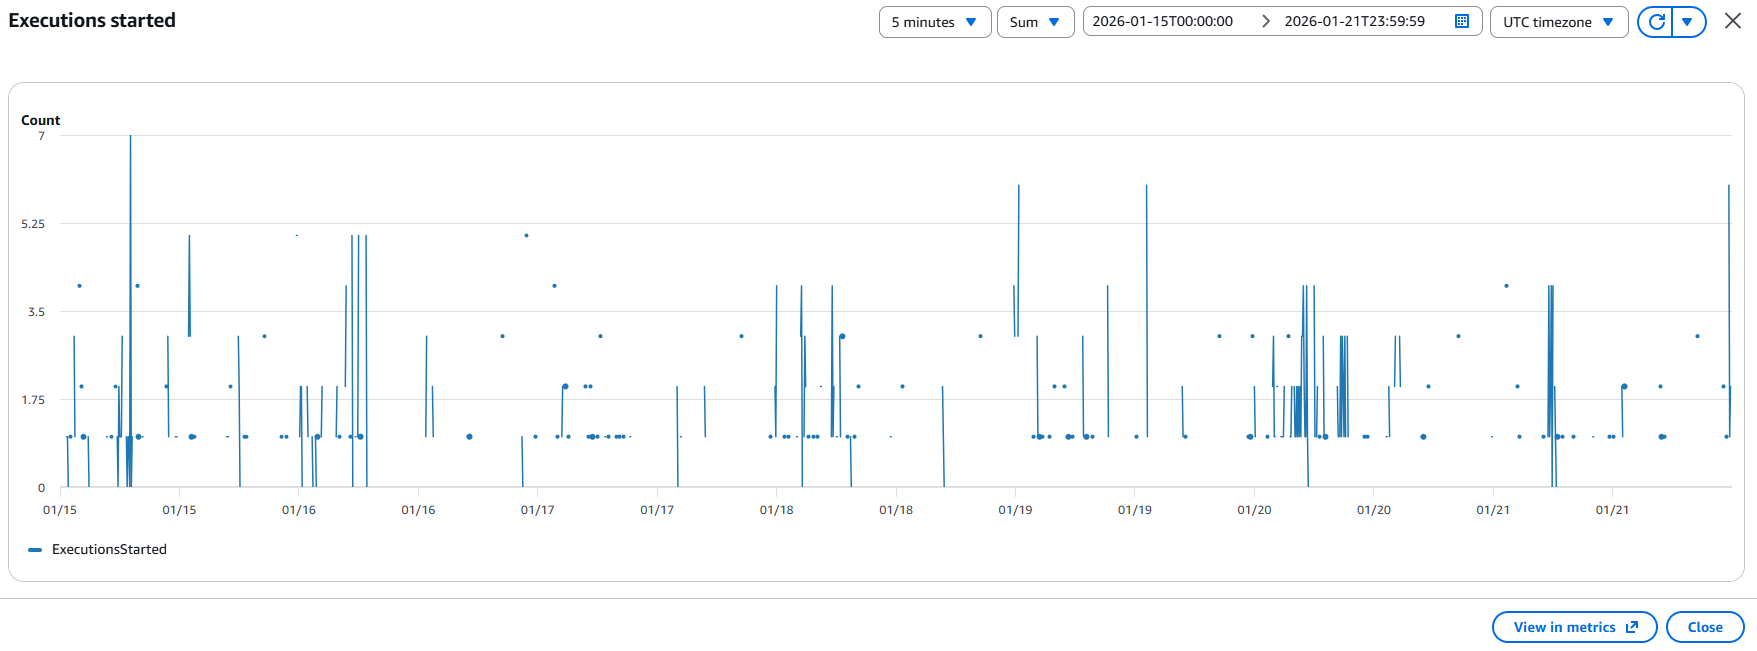 Executions started
5 minutes
Sum
2026-01-15T00:00:00
2026-01-21T23:59:59
UTC timezone
Count
7
5.25
3.5
1.75
0
01/15
01/15
01/16
01/16
01/17
01/17
01/18
01/18
01/19
01/19
01/20
01/20
01/21
01/21
ExecutionsStarted
View in metrics
Close